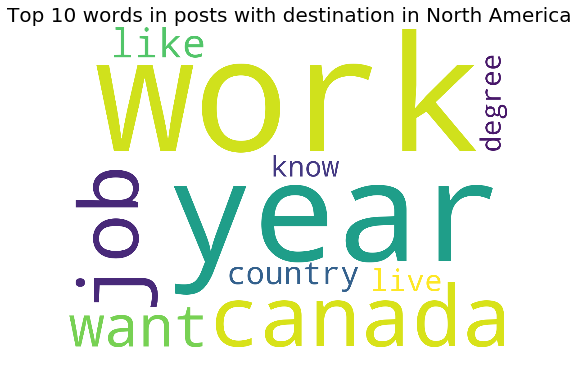 Top 10 words in posts with destination in North America
like
work
degree
know
job
year
country
live
want
canada